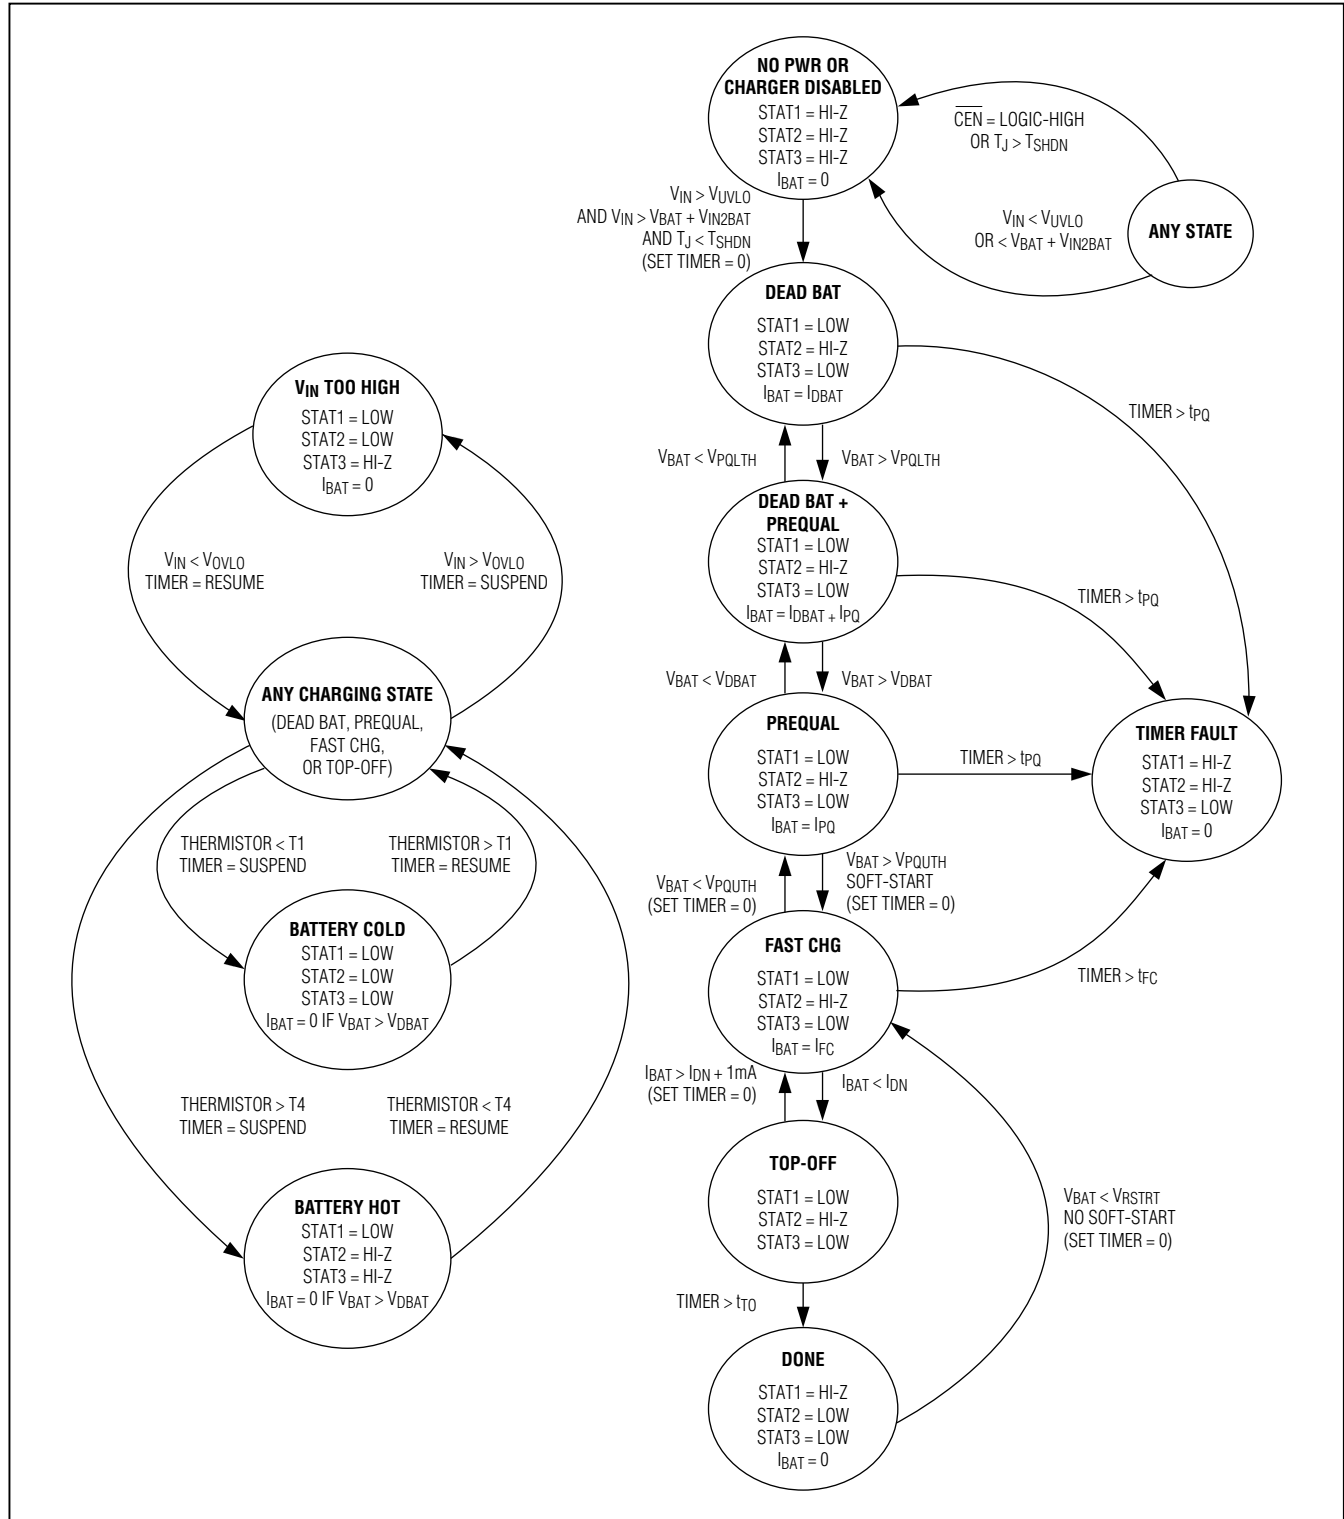 NO PWR OR
CHARGER DISABLED
STAT1 = HI-Z
STAT2 = HI-Z
STAT3 = HI-Z
IBAT = 0
CEN = LOGIC-HIGH
OR TJ > TSHDN
VIN < VUVLO
OR < VBAT + VIN2BAT
ANY STATE
VIN > VUVLO
AND VIN > VBAT + VIN2BAT
AND TJ < TSHDN
(SET TIMER = 0)
DEAD BAT
STAT1 = LOW
STAT2 = HI-Z
STAT3 = LOW
IBAT = IDBAT
TIMER > tPQ
VBAT < VPQLTH
VBAT > VPQLTH
DEAD BAT +
PREQUAL
STAT1 = LOW
STAT2 = HI-Z
STAT3 = LOW
IBAT = IDBAT + IPQ
TIMER > tPQ
VBAT < VDBAT
VBAT > VDBAT
PREQUAL
STAT1 = LOW
STAT2 = HI-Z
STAT3 = LOW
IBAT = IPQ
TIMER > tPQ
TIMER FAULT
STAT1 = HI-Z
STAT2 = HI-Z
STAT3 = LOW
IBAT = 0
VBAT < VPQUTH
(SET TIMER = 0)
VBAT > VPQUTH
SOFT-START
(SET TIMER = 0)
FAST CHG
STAT1 = LOW
STAT2 = HI-Z
STAT3 = LOW
IBAT = IFC
TIMER > tFC
IBAT > IDN + 1mA
(SET TIMER = 0)
IBAT < IDN
TOP-OFF
STAT1 = LOW
STAT2 = HI-Z
STAT3 = LOW
VBAT < VRSTRT
NO SOFT-START
(SET TIMER = 0)
TIMER > tTO
DONE
STAT1 = HI-Z
STAT2 = LOW
STAT3 = LOW
IBAT = 0
VIN TOO HIGH
STAT1 = LOW
STAT2 = LOW
STAT3 = HI-Z
IBAT = 0
VIN < VOVLO
TIMER = RESUME
VIN > VOVLO
TIMER = SUSPEND
ANY CHARGING STATE
(DEAD BAT, PREQUAL,
FAST CHG,
OR TOP-OFF)
THERMISTOR < T1
TIMER = SUSPEND
THERMISTOR > T1
TIMER = RESUME
BATTERY COLD
STAT1 = LOW
STAT2 = LOW
STAT3 = LOW
IBAT = 0 IF VBAT > VDBAT
THERMISTOR > T4
TIMER = SUSPEND
THERMISTOR < T4
TIMER = RESUME
BATTERY HOT
STAT1 = LOW
STAT2 = HI-Z
STAT3 = HI-Z
IBAT = 0 IF VBAT > VDBAT